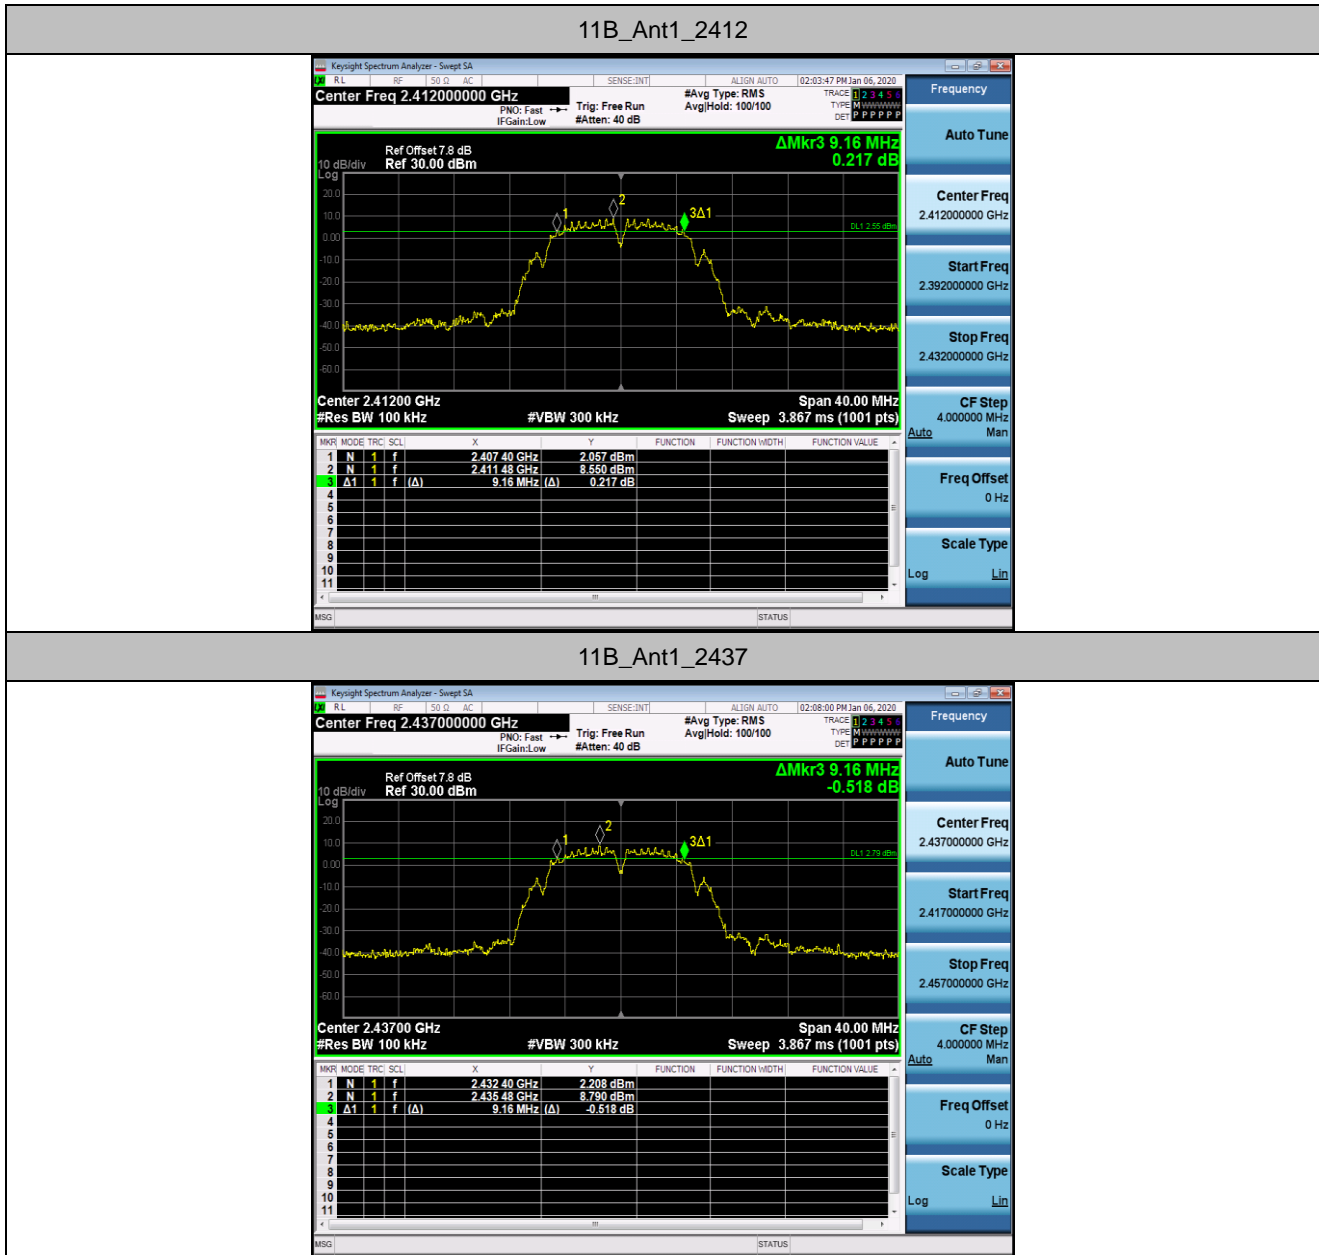 11B_Ant1_2412
Keysight Spectrum Analyzer - Swept SA
RL RF 50 Ω AC SENSE:INT ALIGN AUTO 02:03:47 PM Jan 06, 2020
Center Freq 2.412000000 GHz
PNO: Fast
IFGain:Low
Trig: Free Run
#Atten: 40 dB
#Avg Type: RMS
Avg|Hold: 100/100
TRACE 1 2 3 4 5 6
TYPE M WWWWW
DET P P P P P P
Frequency
Auto Tune
Center Freq
2.412000000 GHz
Start Freq
2.392000000 GHz
Stop Freq
2.432000000 GHz
CF Step
4.000000 MHz
Auto Man
Freq Offset
0 Hz
Scale Type
Log Lin
ΔMkr3 9.16 MHz
0.217 dB
Ref Offset 7.8 dB
10 dB/div Ref 30.00 dBm
Log
20.0
10.0
0.00
-10.0
-20.0
-30.0
-40.0
-50.0
-60.0
1
2
3Δ1
DL1 2.55 dBm
Center 2.41200 GHz Span 40.00 MHz
#Res BW 100 kHz #VBW 300 kHz Sweep 3.867 ms (1001 pts)
MKR MODE TRC SCL X Y FUNCTION FUNCTION WIDTH FUNCTION VALUE
1 N 1 f 2.407 40 GHz 2.057 dBm
2 N 1 f 2.411 48 GHz 8.550 dBm
3 Δ1 1 f (Δ) 9.16 MHz (Δ) 0.217 dB
4
5
6
7
8
9
10
11
MSG STATUS
11B_Ant1_2437
Keysight Spectrum Analyzer - Swept SA
RL RF 50 Ω AC SENSE:INT ALIGN AUTO 02:08:00 PM Jan 06, 2020
Center Freq 2.437000000 GHz
PNO: Fast
IFGain:Low
Trig: Free Run
#Atten: 40 dB
#Avg Type: RMS
Avg|Hold: 100/100
TRACE 1 2 3 4 5 6
TYPE M WWWWW
DET P P P P P P
Frequency
Auto Tune
Center Freq
2.437000000 GHz
Start Freq
2.417000000 GHz
Stop Freq
2.457000000 GHz
CF Step
4.000000 MHz
Auto Man
Freq Offset
0 Hz
Scale Type
Log Lin
ΔMkr3 9.16 MHz
-0.518 dB
Ref Offset 7.8 dB
10 dB/div Ref 30.00 dBm
Log
20.0
10.0
0.00
-10.0
-20.0
-30.0
-40.0
-50.0
-60.0
1
2
3Δ1
DL1 2.79 dBm
Center 2.43700 GHz Span 40.00 MHz
#Res BW 100 kHz #VBW 300 kHz Sweep 3.867 ms (1001 pts)
MKR MODE TRC SCL X Y FUNCTION FUNCTION WIDTH FUNCTION VALUE
1 N 1 f 2.432 40 GHz 2.208 dBm
2 N 1 f 2.435 48 GHz 8.790 dBm
3 Δ1 1 f (Δ) 9.16 MHz (Δ) -0.518 dB
4
5
6
7
8
9
10
11
MSG STATUS